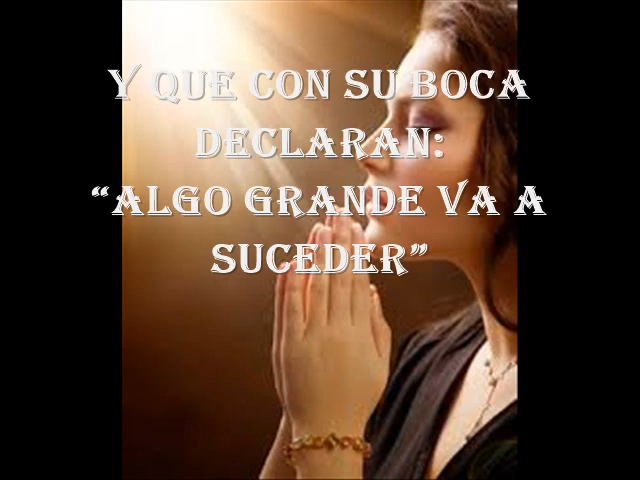 Y QUE CON SU BOCA
DECLARAN:
“ALGO GRANDE VA A
SUCEDER”